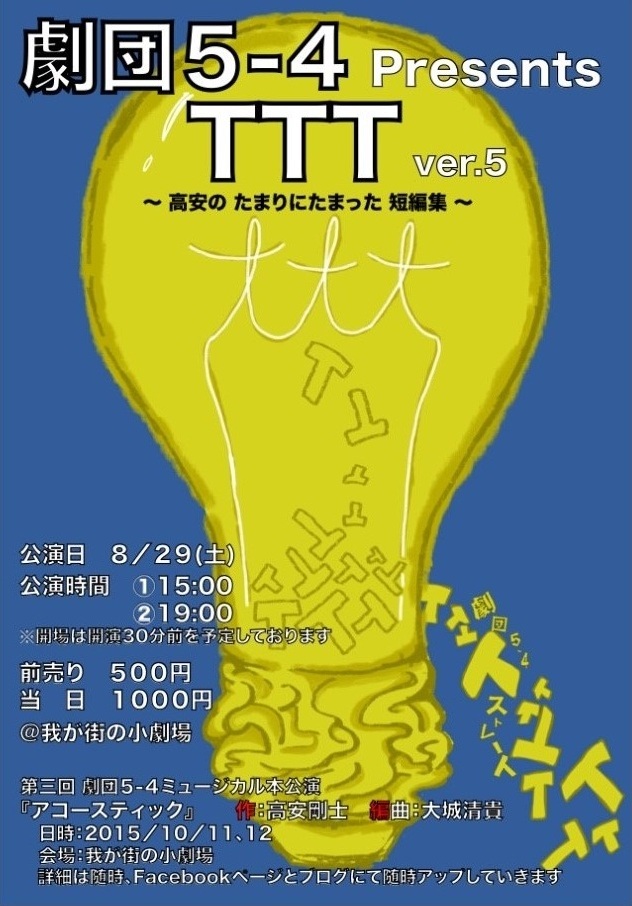 劇団5-4 Presents
TTT ver.5
～ 高安の たまりにたまった 短編集 ～
ttt
公演日 8／29(土)
公演時間 ①15:00
②19:00
※開場は開演30分前を予定しております
前売り 500円
当 日 1000円
@我が街の小劇場
劇団5-4
ストレート
第三回 劇団5-4ミュージカル本公演
『アコースティック』 作:高安剛士 編曲:大城清貴
日時:2015／10／11、12
会場:我が街の小劇場
詳細は随時、Facebookページとブログにて随時アップしていきます